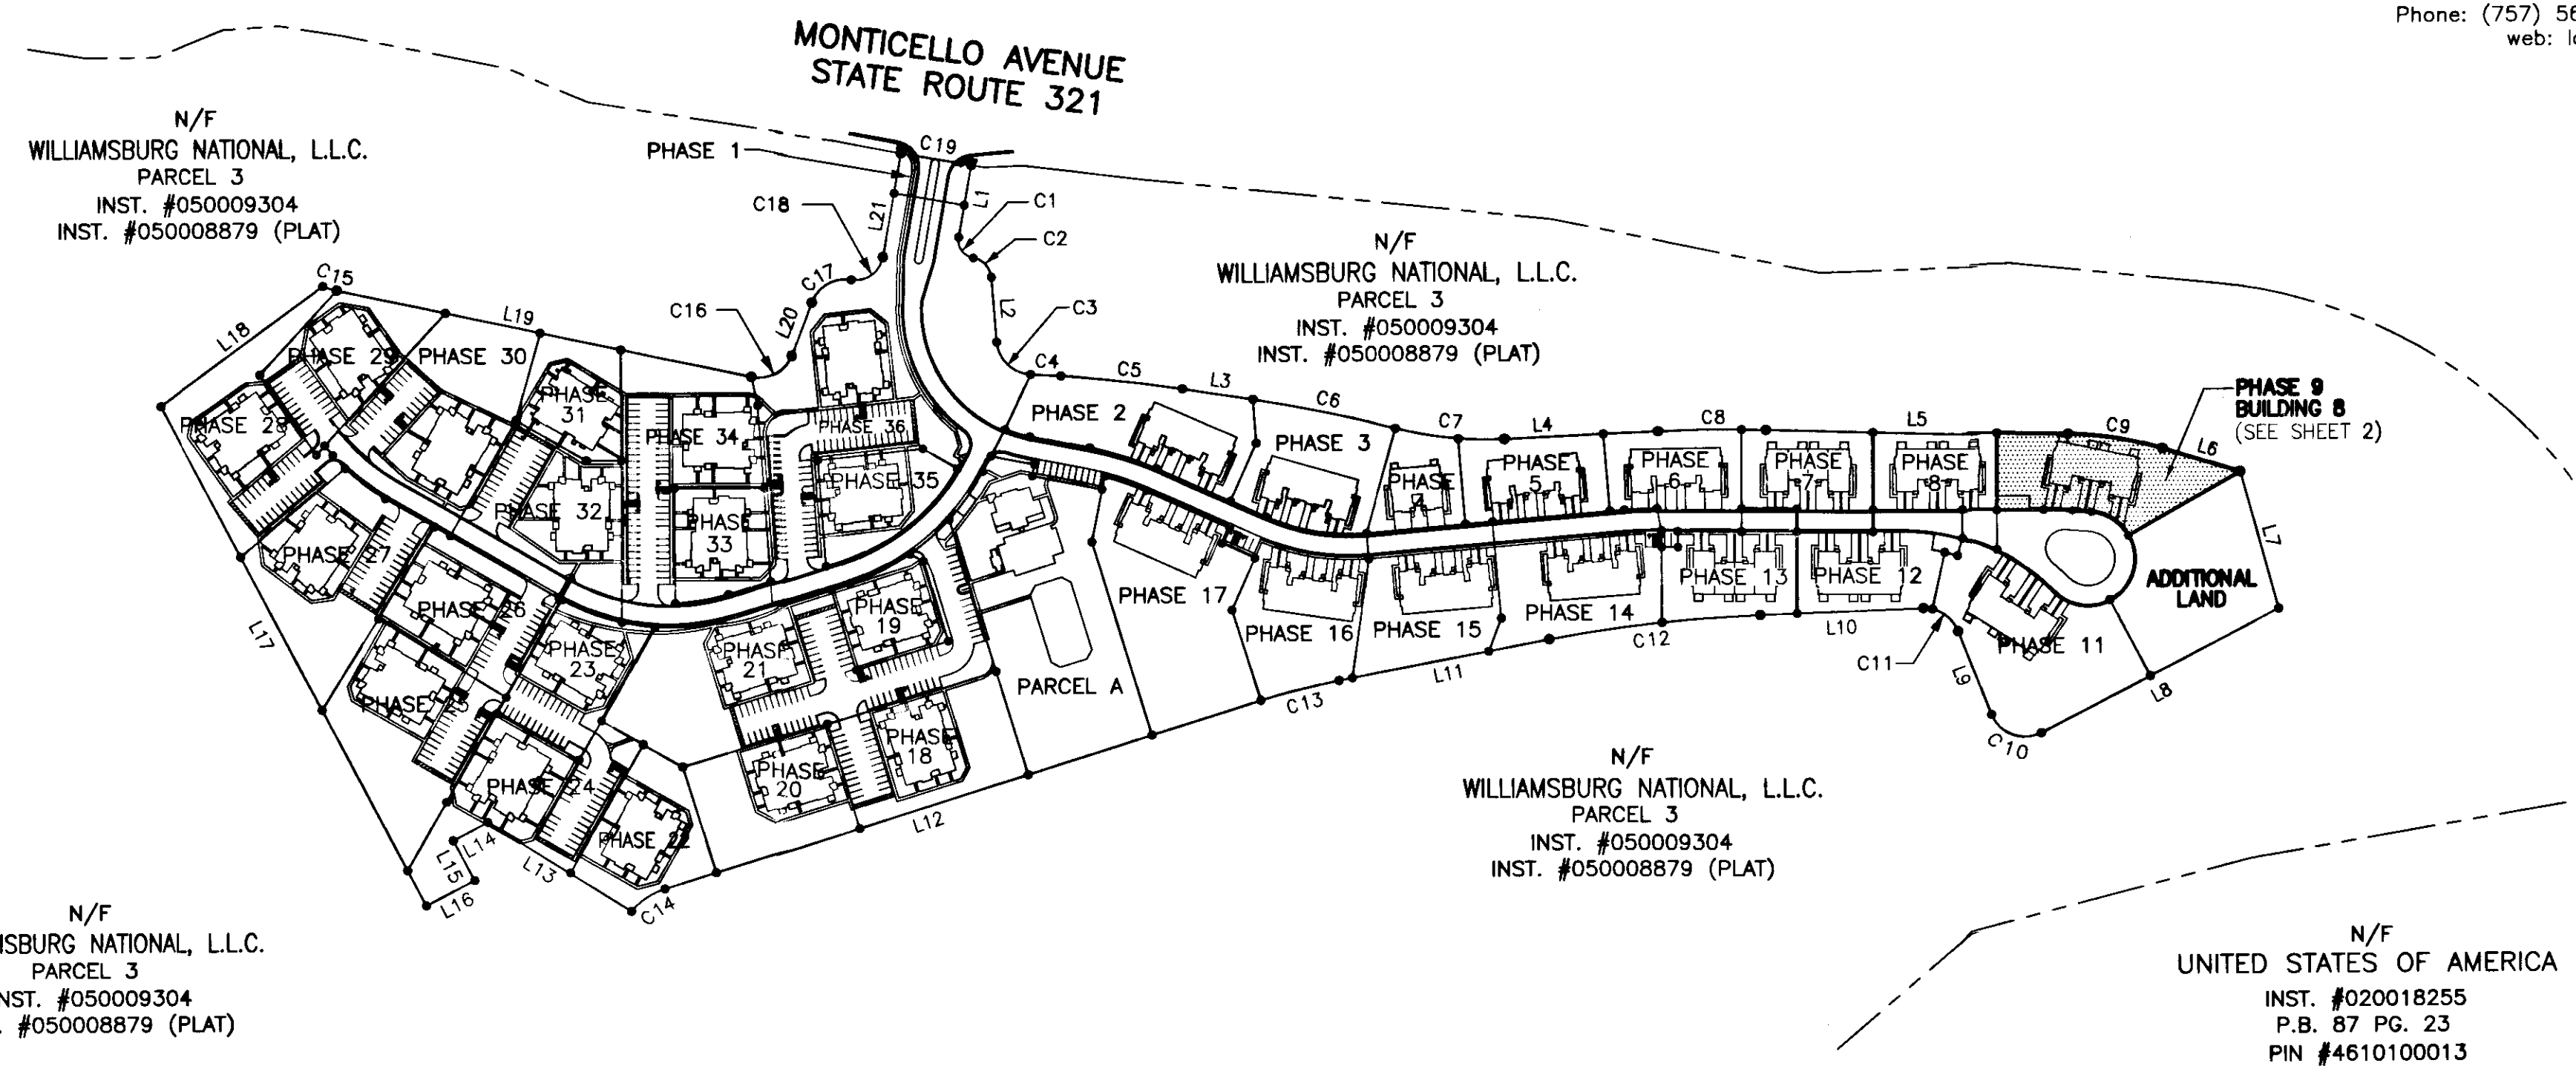 Phone: (757) 56
web:
MONTICELLO AVENUE
STATE ROUTE 321
N/F
WILLIAMSBURG NATIONAL, L.L.C.
PARCEL 3
INST. #050009304
INST. #050008879 (PLAT)
PHASE 1
C19
L1
C18
L21
C1
C2
C17
L2
C16
L20
C3
C15
L18
L19
N/F
WILLIAMSBURG NATIONAL, L.L.C.
PARCEL 3
INST. #050009304
INST. #050008879 (PLAT)
C4
C5
L3
C6
C7
L4
C8
L5
C9
L6
PHASE 9
BUILDING 8
(SEE SHEET 2)
PHASE 29
PHASE 30
PHASE
31
PHASE 28
PHASE 34
PHASE 36
PHASE 35
PHASE 32
PHASE
33
PHASE 27
PHASE 26
PHASE 2
PHASE 3
PHASE
4
PHASE
5
PHASE
6
PHASE
7
PHASE
8
L7
ADDITIONAL
LAND
PHASE 17
PHASE 16
PHASE 15
PHASE 14
PHASE 13
PHASE 12
PHASE 11
C12
L10
L11
C11
L9
L8
C10
C13
L17
PHASE
23
PHASE
21
PHASE
19
PARCEL A
PHASE 25
PHASE
18
PHASE
20
PHASE 24
PHASE 22
L12
L14
L15
L13
L16
C14
N/F
WILLIAMSBURG NATIONAL, L.L.C.
PARCEL 3
INST. #050009304
INST. #050008879 (PLAT)
N/F
ISBURG NATIONAL, L.L.C.
PARCEL 3
NST. #050009304
. #050008879 (PLAT)
N/F
UNITED STATES OF AMERICA
INST. #020018255
P.B. 87 PG. 23
PIN #4610100013